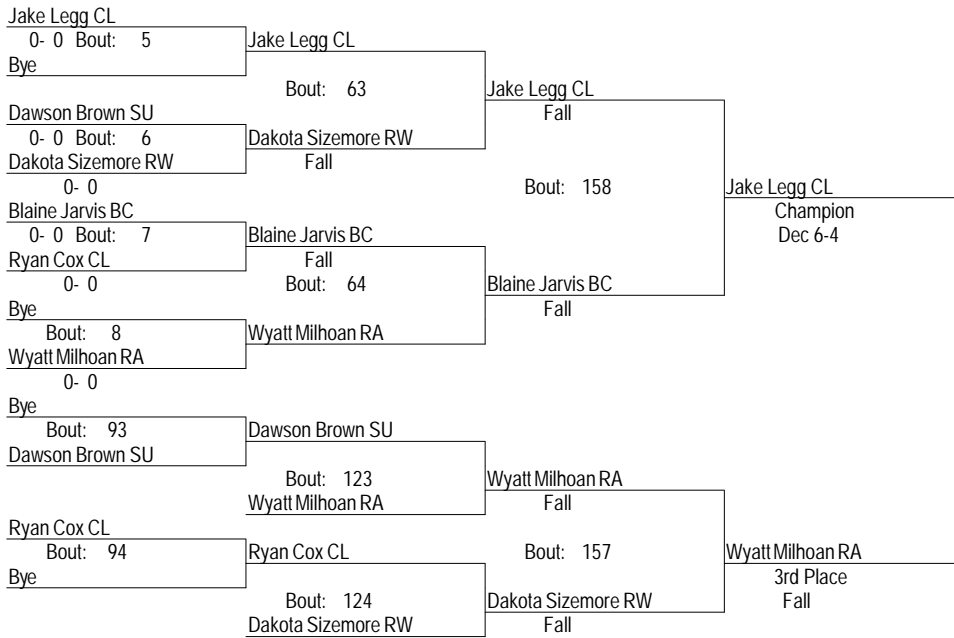 Jake Legg CL
0- 0 Bout: 5
Jake Legg CL
Bye
Bout: 63
Jake Legg CL
Fall
Dawson Brown SU
0- 0 Bout: 6
Dakota Sizemore RW
Dakota Sizemore RW
Fall
0- 0
Bout: 158
Jake Legg CL
Champion
Dec 6-4
Blaine Jarvis BC
0- 0 Bout: 7
Blaine Jarvis BC
Ryan Cox CL
Fall
0- 0
Bout: 64
Blaine Jarvis BC
Fall
Bye
Bout: 8
Wyatt Milhoan RA
Wyatt Milhoan RA
0- 0
Bye
Bout: 93
Dawson Brown SU
Dawson Brown SU
Bout: 123
Wyatt Milhoan RA
Wyatt Milhoan RA
Fall
Ryan Cox CL
Bout: 94
Ryan Cox CL
Bout: 157
Wyatt Milhoan RA
Bye
3rd Place
Bout: 124
Dakota Sizemore RW
Fall
Dakota Sizemore RW
Fall